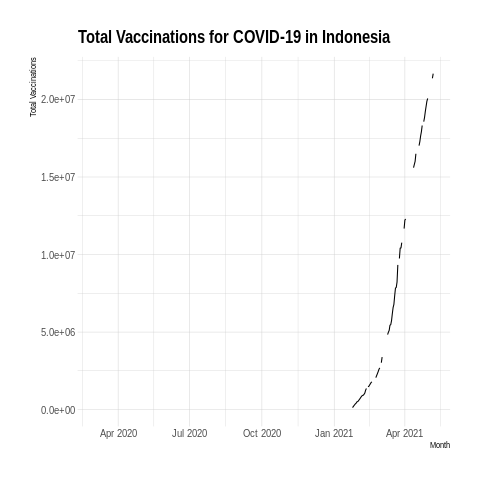 Total Vaccinations for COVID-19 in Indonesia
Total Vaccinations
2.0e+07
1.5e+07
1.0e+07
5.0e+06
0.0e+00
Apr 2020 Jul 2020 Oct 2020 Jan 2021 Apr 2021
Month